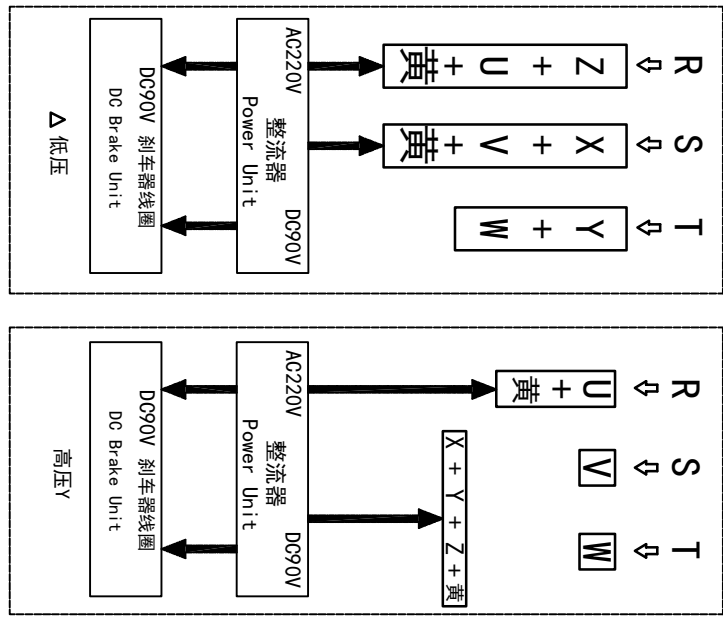 R S T
Z + U + 黄
X + V + 黄
Y + W
AC220V DC90V
整流器
Power Unit
DC90V 刹车器线圈
DC Brake Unit
△ 低压
R S T
U + 黄
V
W
X + Y + Z + 黄
AC220V DC90V
整流器
Power Unit
DC90V 刹车器线圈
DC Brake Unit
高压Y